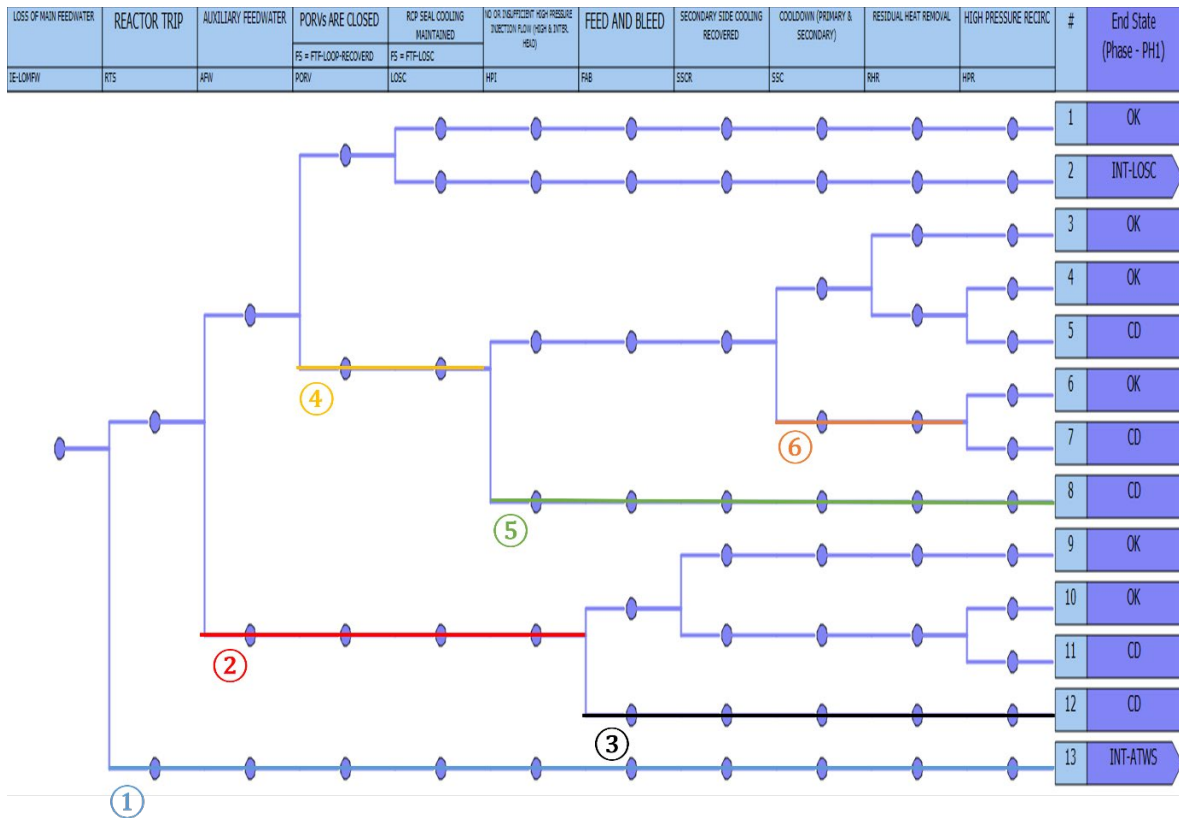 LOSS OF MAIN FEEDWATER
REACTOR TRIP
AUXILIARY FEEDWATER
PORVs ARE CLOSED
RCP SEAL COOLING
MAINTAINED
NO OR INSUFFICIENT HIGH PRESSURE
INJECTION FLOW (HIGH & INTER.
HEAD)
FEED AND BLEED
SECONDARY SIDE COOLING
RECOVERED
COOLDOWN (PRIMARY &
SECONDARY)
RESIDUAL HEAT REMOVAL
HIGH PRESSURE RECIRC
#
End State
(Phase - PH1)
FS = FTF-LOOP-RECOVERD
FS = FTF-LOSC
IE-LOMFW
RTS
AFW
PORV
LOSC
HPI
FAB
SSCR
SSC
RHR
HPR
1 OK
2 INT-LOSC
3 OK
4 OK
5 CD
④
6 OK
⑥
7 CD
8 CD
⑤
9 OK
10 OK
②
11 CD
12 CD
③
13 INT-ATWS
①